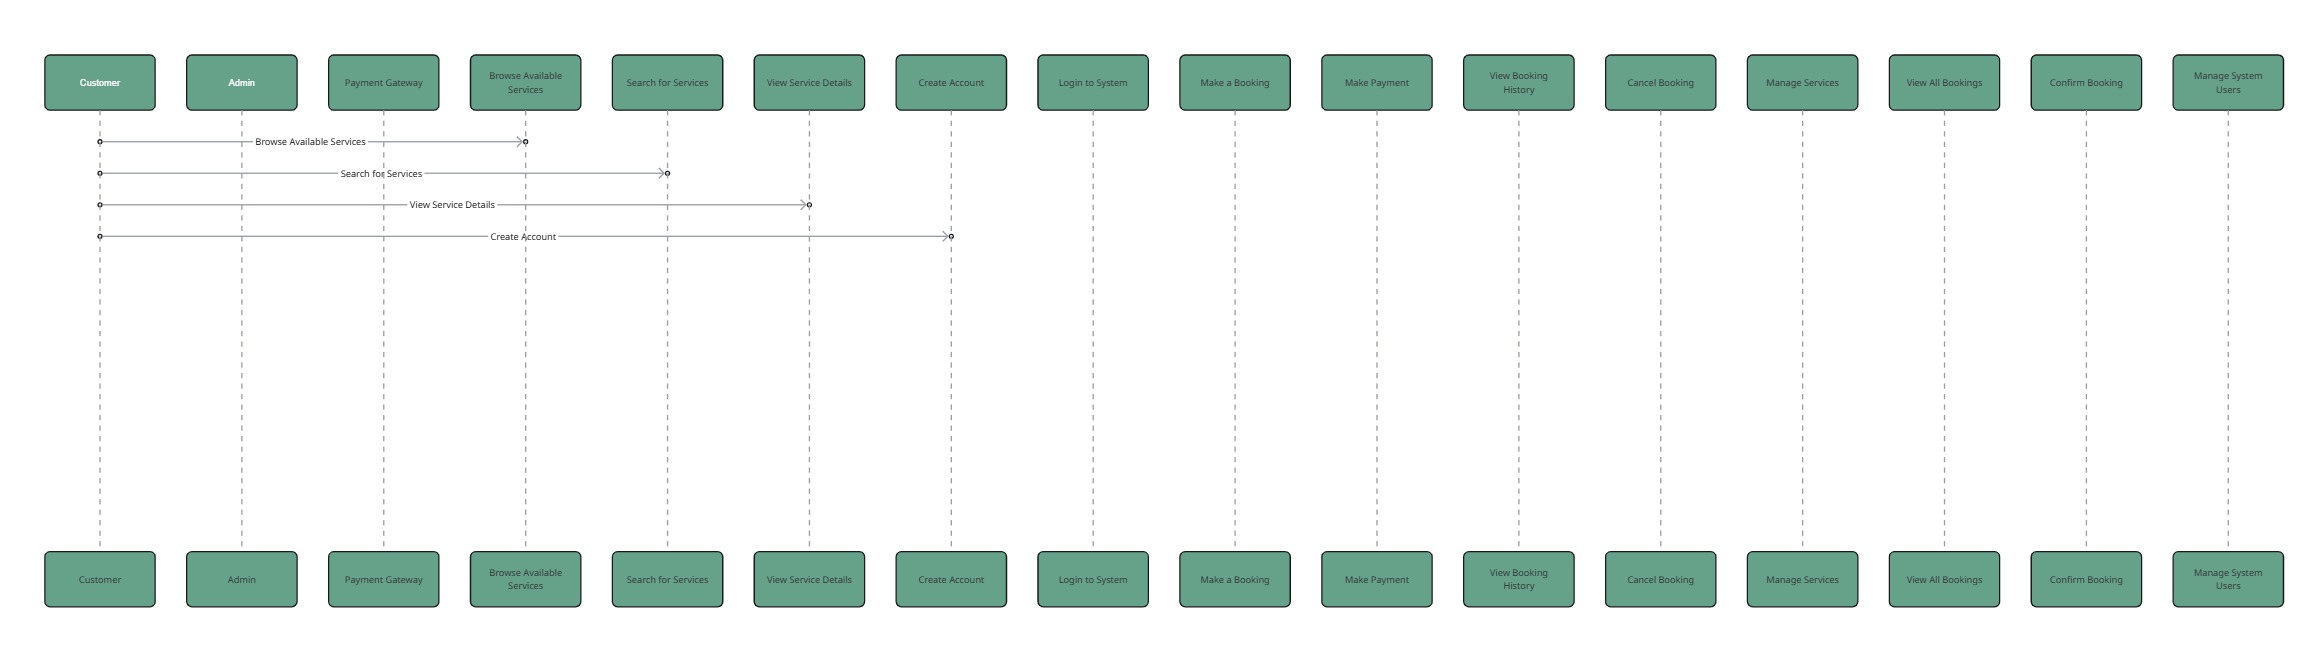 Customer
Admin
Payment Gateway
Browse Available
Services
Search for Services
View Service Details
Create Account
Login to System
Make a Booking
Make Payment
View Booking
History
Cancel Booking
Manage Services
View All Bookings
Confirm Booking
Manage System
Users
Browse Available Services
Search for Services
View Service Details
Create Account
Customer
Admin
Payment Gateway
Browse Available
Services
Search for Services
View Service Details
Create Account
Login to System
Make a Booking
Make Payment
View Booking
History
Cancel Booking
Manage Services
View All Bookings
Confirm Booking
Manage System
Users